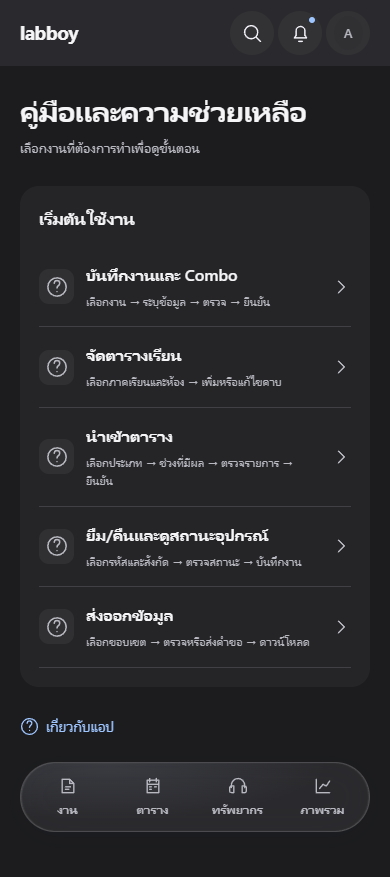 labboy
A
คู่มือและความช่วยเหลือ
เลือกงานที่ต้องการทำเพื่อดูขั้นตอน
เริ่มต้นใช้งาน
บันทึกงานและ Combo
เลือกงาน → ระบุข้อมูล → ตรวจ → ยืนยัน
จัดตารางเรียน
เลือกภาคเรียนและห้อง → เพิ่มหรือแก้ไขคาบ
นำเข้าตาราง
เลือกประเภท → ช่วงที่มีผล → ตรวจรายการ →
ยืนยัน
ยืม/คืนและดูสถานะอุปกรณ์
เลือกรหัสและสังกัด → ตรวจสถานะ → บันทึกงาน
ส่งออกข้อมูล
เลือกขอบเขต → ตรวจหรือส่งคำขอ → ดาวน์โหลด
เกี่ยวกับแอป
งาน
ตาราง
ทรัพยากร
ภาพรวม